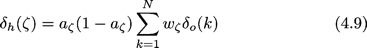 δ_h(ζ) = a_ζ(1 − a_ζ) ∑_{k=1}^{N} w_ζ δ_o(k) (4.9)